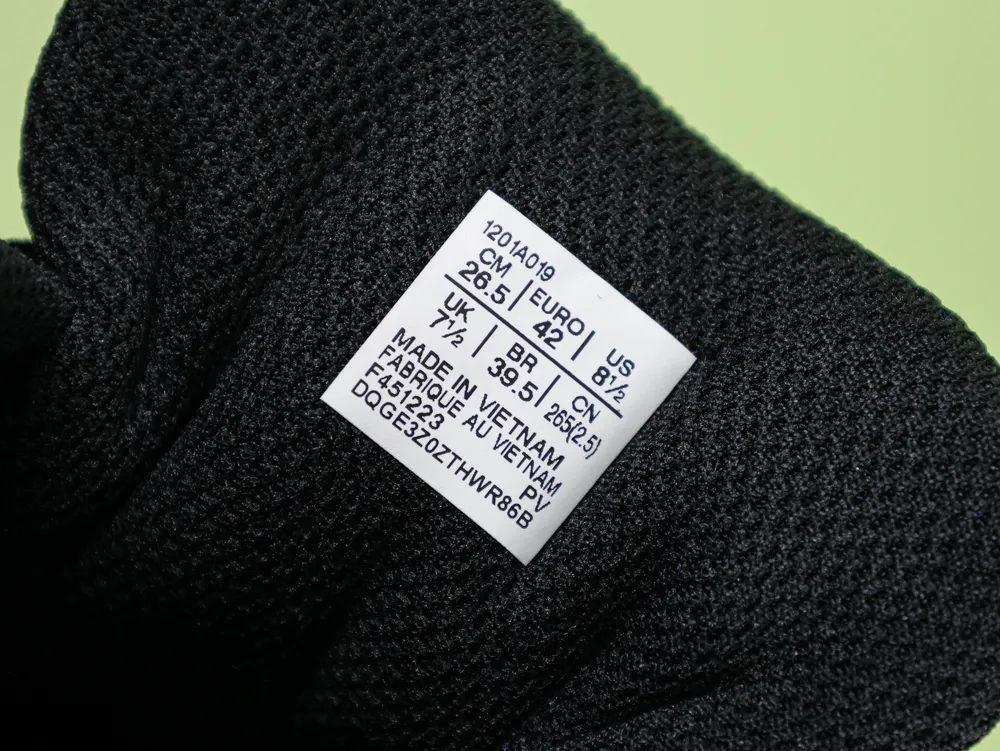 1201A019
CM | EURO | US
26.5 | 42 | 8½
UK | BR | CN
7½ | 39.5 | 265(2.5)
MADE IN VIETNAM
FABRIQUE AU VIETNAM
F451223 PV
DQGE3Z0ZTHWR86B